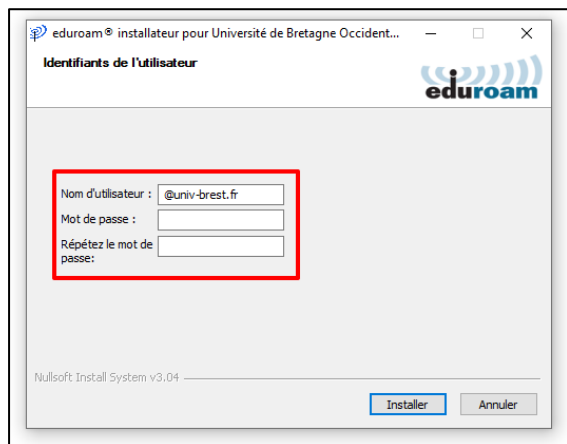 eduroam® installateur pour Université de Bretagne Occident...
Identifiants de l'utilisateur
eduroam
Nom d'utilisateur :
@univ-brest.fr
Mot de passe :
Répétez le mot de
passe:
Nullsoft Install System v3.04
Installer
Annuler